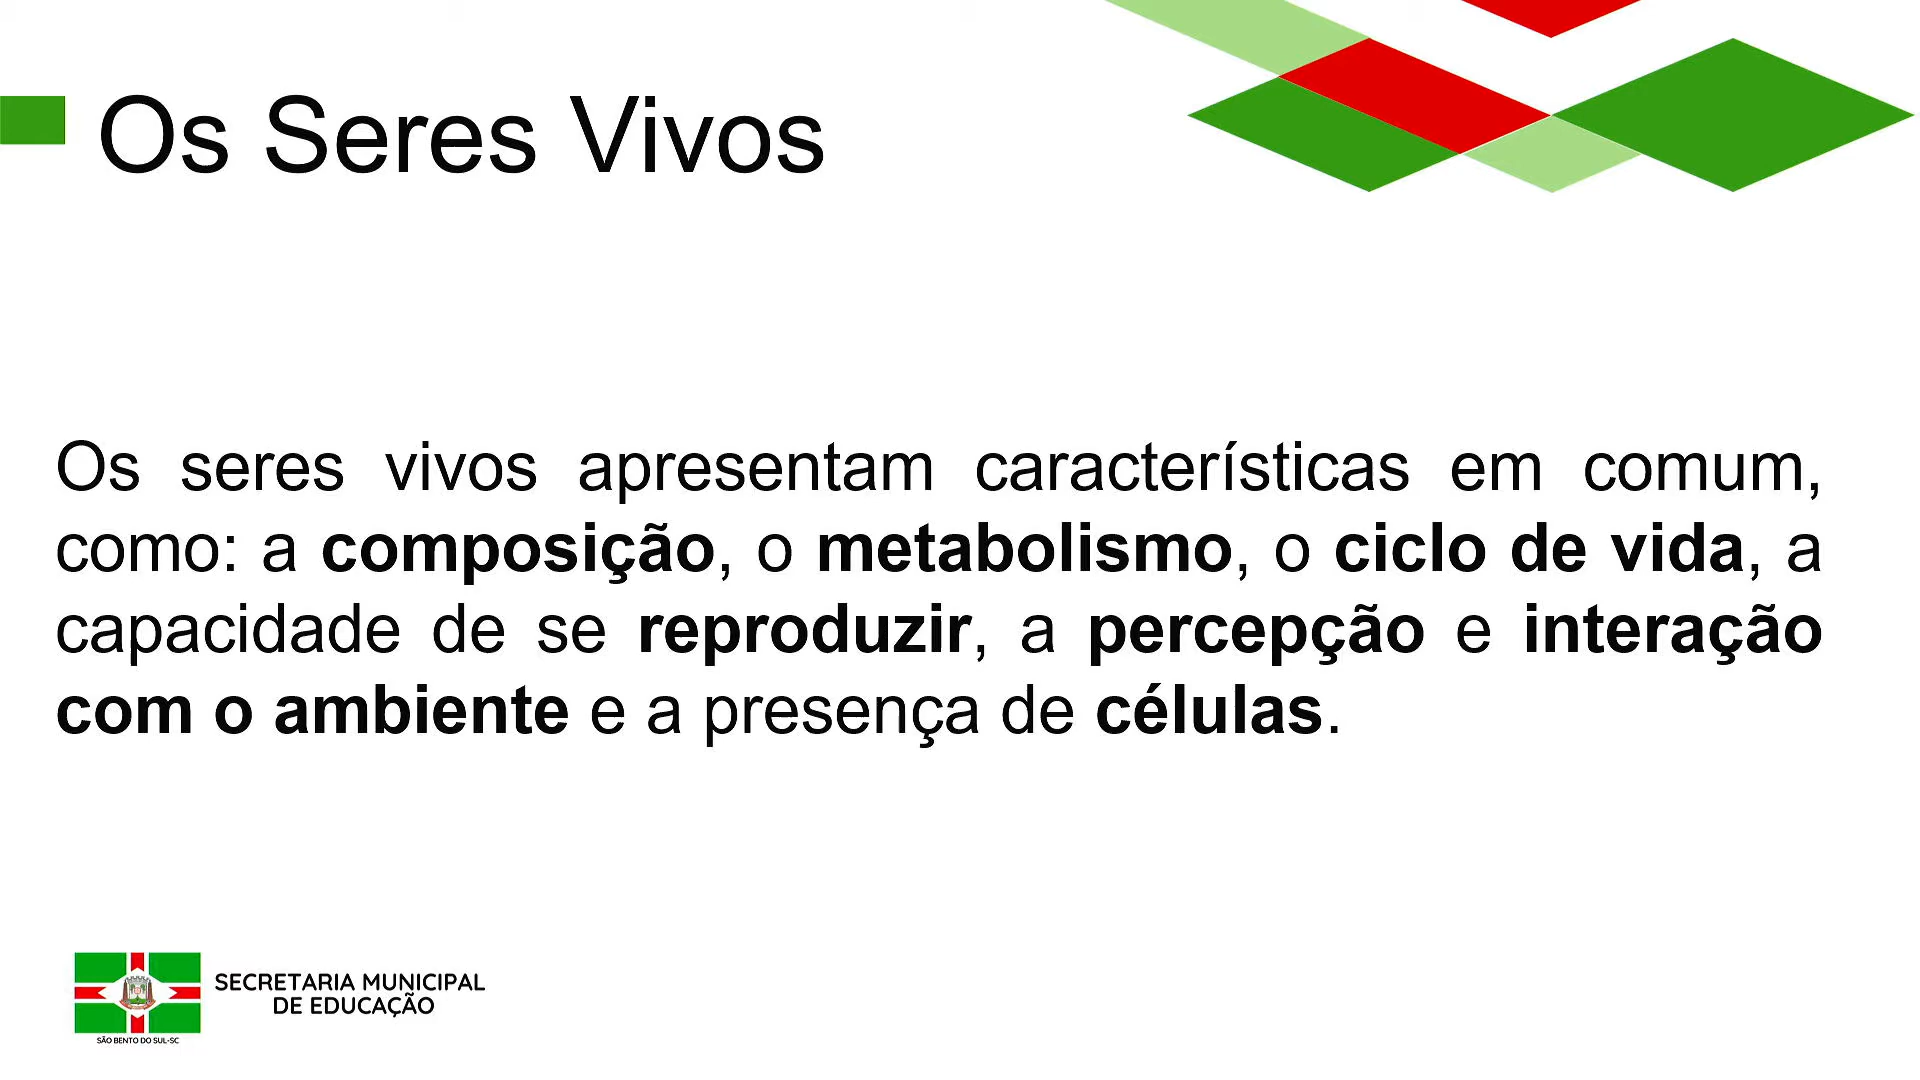 Os Seres Vivos
Os seres vivos apresentam características em comum,
como: a composição, o metabolismo, o ciclo de vida, a
capacidade de se reproduzir, a percepção e interação
com o ambiente e a presença de células.
SECRETARIA MUNICIPAL
DE EDUCAÇÃO
SÃO BENTO DO SUL-SC